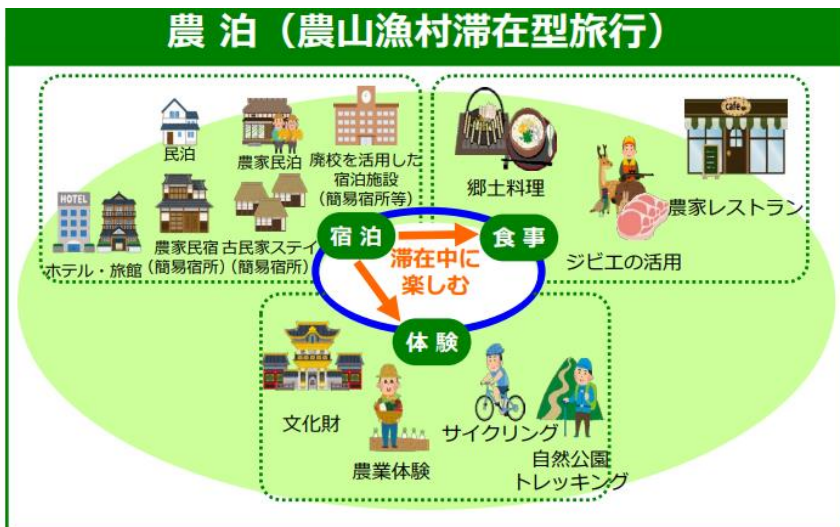 農 泊（農山漁村滞在型旅行）
民泊
農家民泊
廃校を活用した
宿泊施設
（簡易宿所等）
HOTEL
ホテル・旅館
農家民宿
（簡易宿所）
古民家ステイ
（簡易宿所）
郷土料理
cafe
農家レストラン
ジビエの活用
宿 泊
食 事
滞在中に
楽しむ
体 験
文化財
農業体験
サイクリング
自然公園
トレッキング